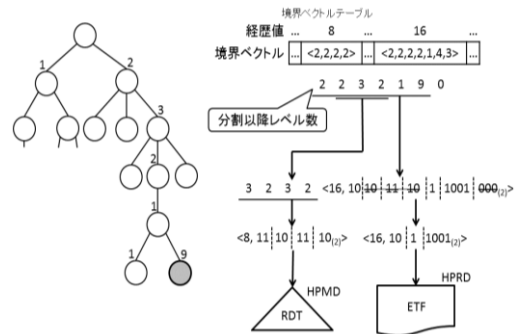 境界ベクトルテーブル
経歴値 ... 8 ... 16 ...
境界ベクトル ... <2,2,2,2> ... <2,2,2,2,1,4,3> ...
2 2 3 2 1 9 0
分割以降レベル数
3 2 3 2
<16, 10 10 11 10 1 1001 000(2)>
<8, 11 10 11 10(2)>
<16, 10 1 1001(2)>
HPMD
RDT
HPRD
ETF
1
2
3
2
1
1
9